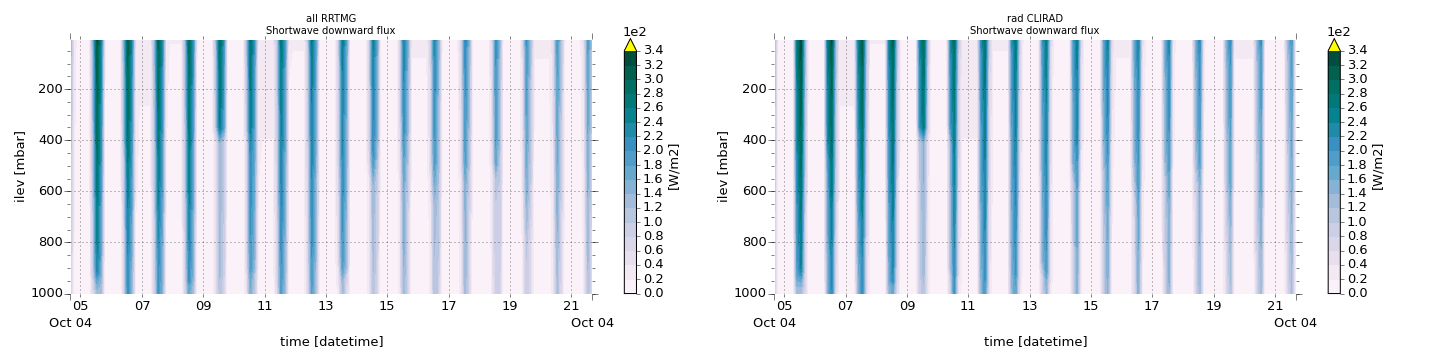 all RRTMG
Shortwave downward flux
1e2
200
400
600
800
1000
ilev [mbar]
05 07 09 11 13 15 17 19 21
Oct 04 Oct 04
time [datetime]
3.4
3.2
3.0
2.8
2.6
2.4
2.2
2.0
1.8
1.6
1.4
1.2
1.0
0.8
0.6
0.4
0.2
0.0
[W/m2]
rad CLIRAD
Shortwave downward flux
1e2
200
400
600
800
1000
ilev [mbar]
05 07 09 11 13 15 17 19 21
Oct 04 Oct 04
time [datetime]
3.4
3.2
3.0
2.8
2.6
2.4
2.2
2.0
1.8
1.6
1.4
1.2
1.0
0.8
0.6
0.4
0.2
0.0
[W/m2]